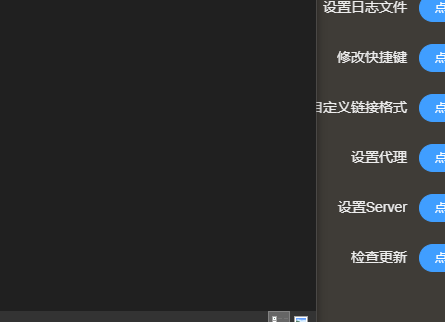 设置日志文件 点
修改快捷键 点
自定义链接格式 点
设置代理 点
设置Server 点
检查更新 点